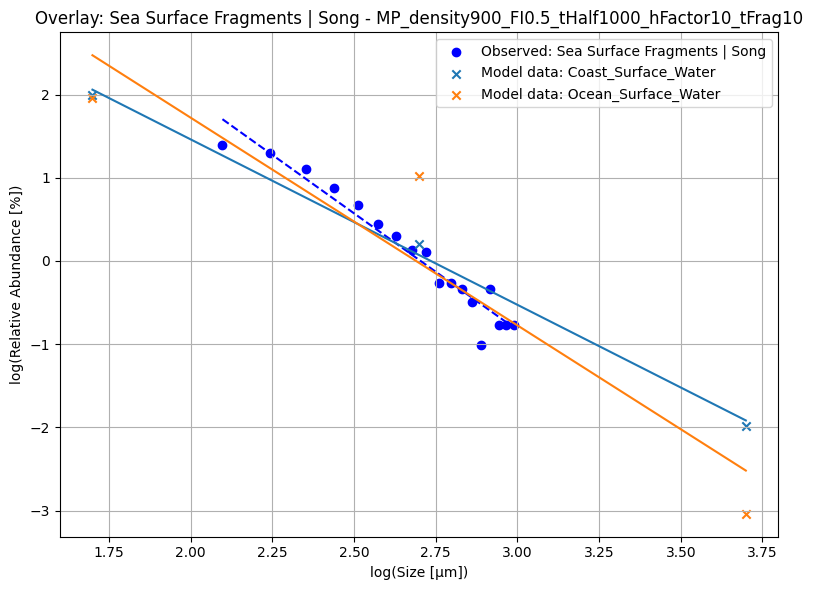 Overlay: Sea Surface Fragments | Song - MP_density900_FI0.5_tHalf1000_hFactor10_tFrag10
Observed: Sea Surface Fragments | Song
Model data: Coast_Surface_Water
Model data: Ocean_Surface_Water
log(Relative Abundance [%])
2
1
0
−1
−2
−3
1.75 2.00 2.25 2.50 2.75 3.00 3.25 3.50 3.75
log(Size [μm])